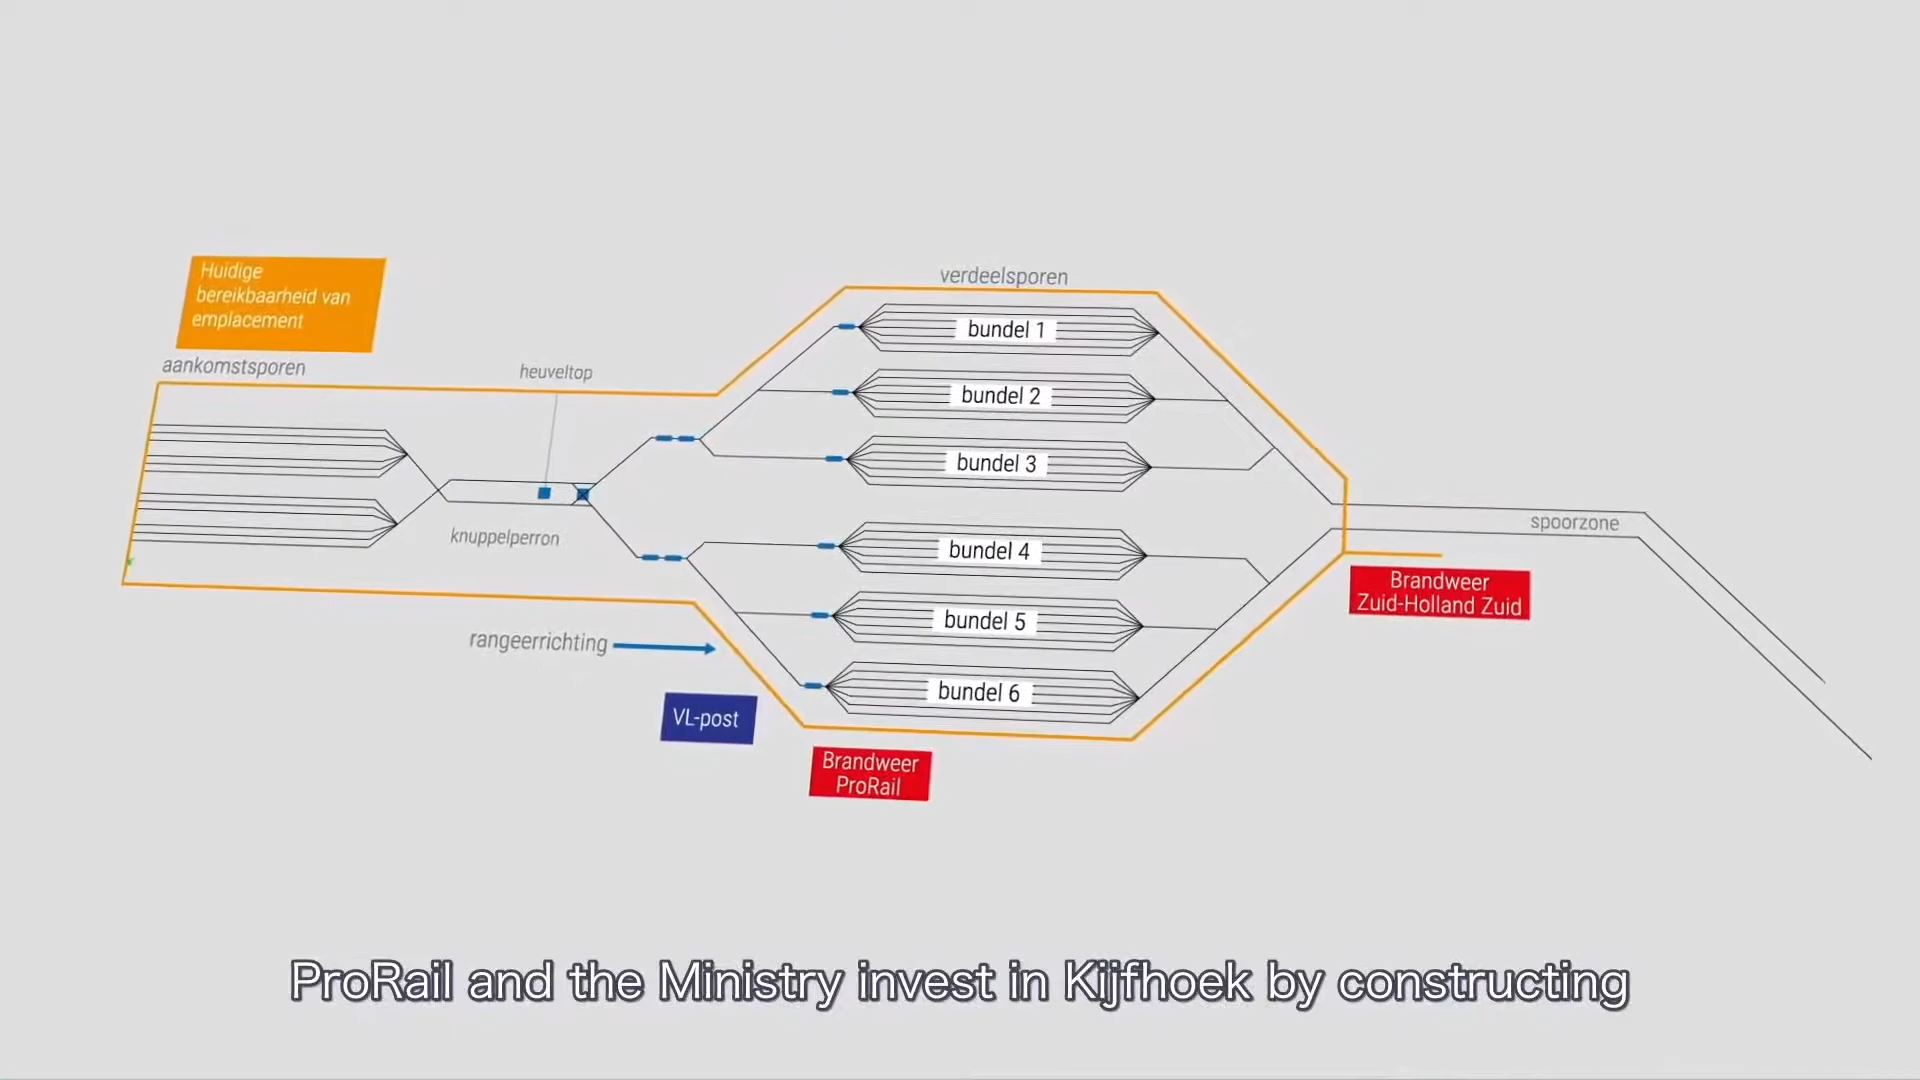 Huidige
bereikbaarheid van
emplacement
aankomstsporen
heuveltop
verdeelsporen
bundel 1
bundel 2
bundel 3
knuppelperron
bundel 4
spoorzone
Brandweer
Zuid-Holland Zuid
bundel 5
rangeerrichting
bundel 6
VL-post
Brandweer
ProRail
ProRail and the Ministry invest in Kijfhoek by constructing